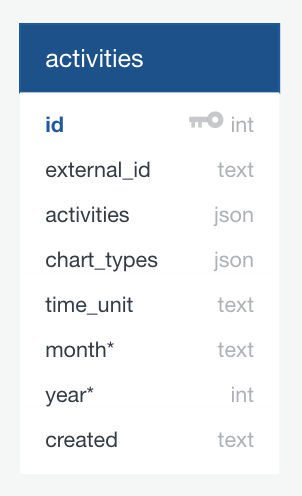 activities
id int
external_id text
activities json
chart_types json
time_unit text
month* text
year* int
created text